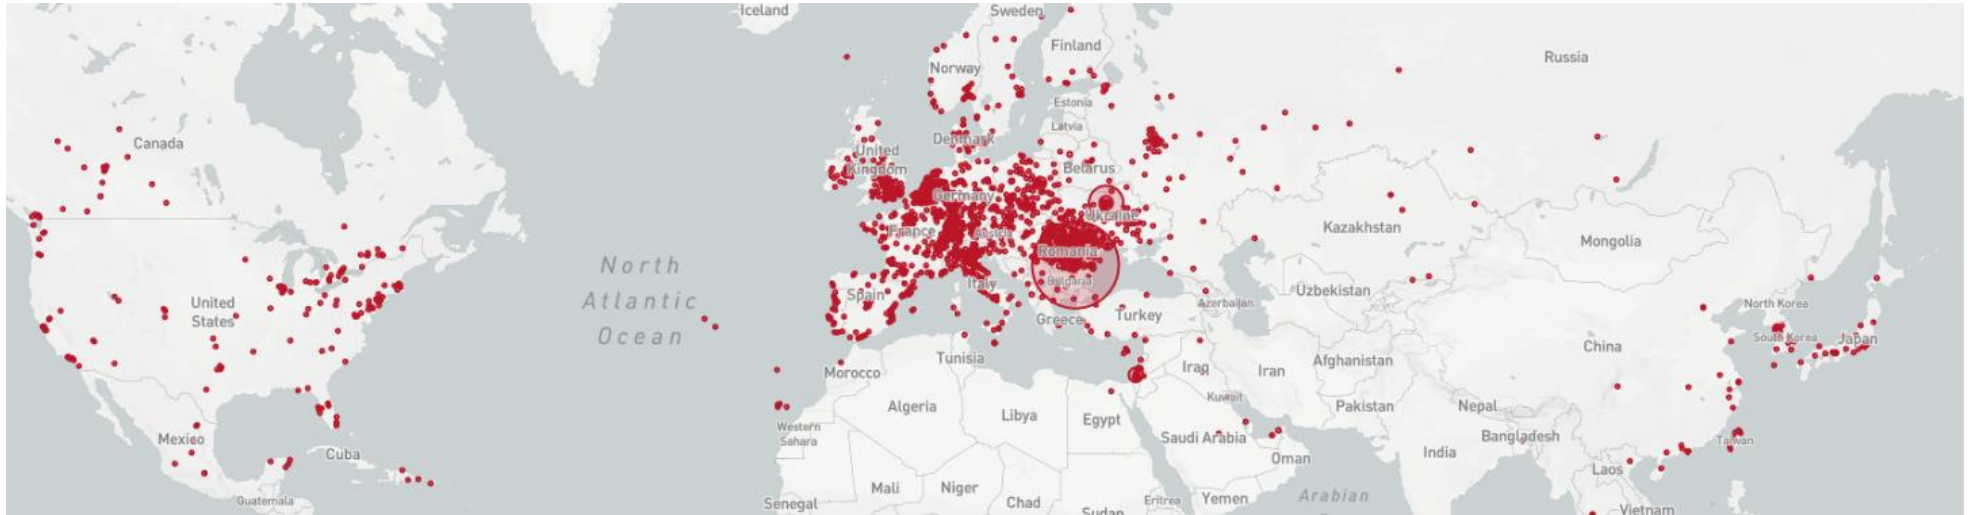 Iceland
Sweden
Finland
Russia
Norway
Estonia
Latvia
Denmark
Canada
United
Kingdom
Belarus
Germany
Ukraine
France
Austria
Kazakhstan
Mongolia
Romania
North
Atlantic
Ocean
Italy
Bulgaria
Spain
Uzbekistan
United
States
Azerbaijan
North Korea
Greece
Turkey
South Korea
Japan
China
Tunisia
Afghanistan
Morocco
Iraq
Iran
Kuwait
Algeria
Libya
Egypt
Pakistan
Nepal
Western
Sahara
Mexico
Saudi Arabia
Bangladesh
Taiwan
Cuba
Oman
India
Laos
Mali
Niger
Guatemala
Senegal
Chad
Eritrea
Yemen
Arabian
Sudan
Vietnam